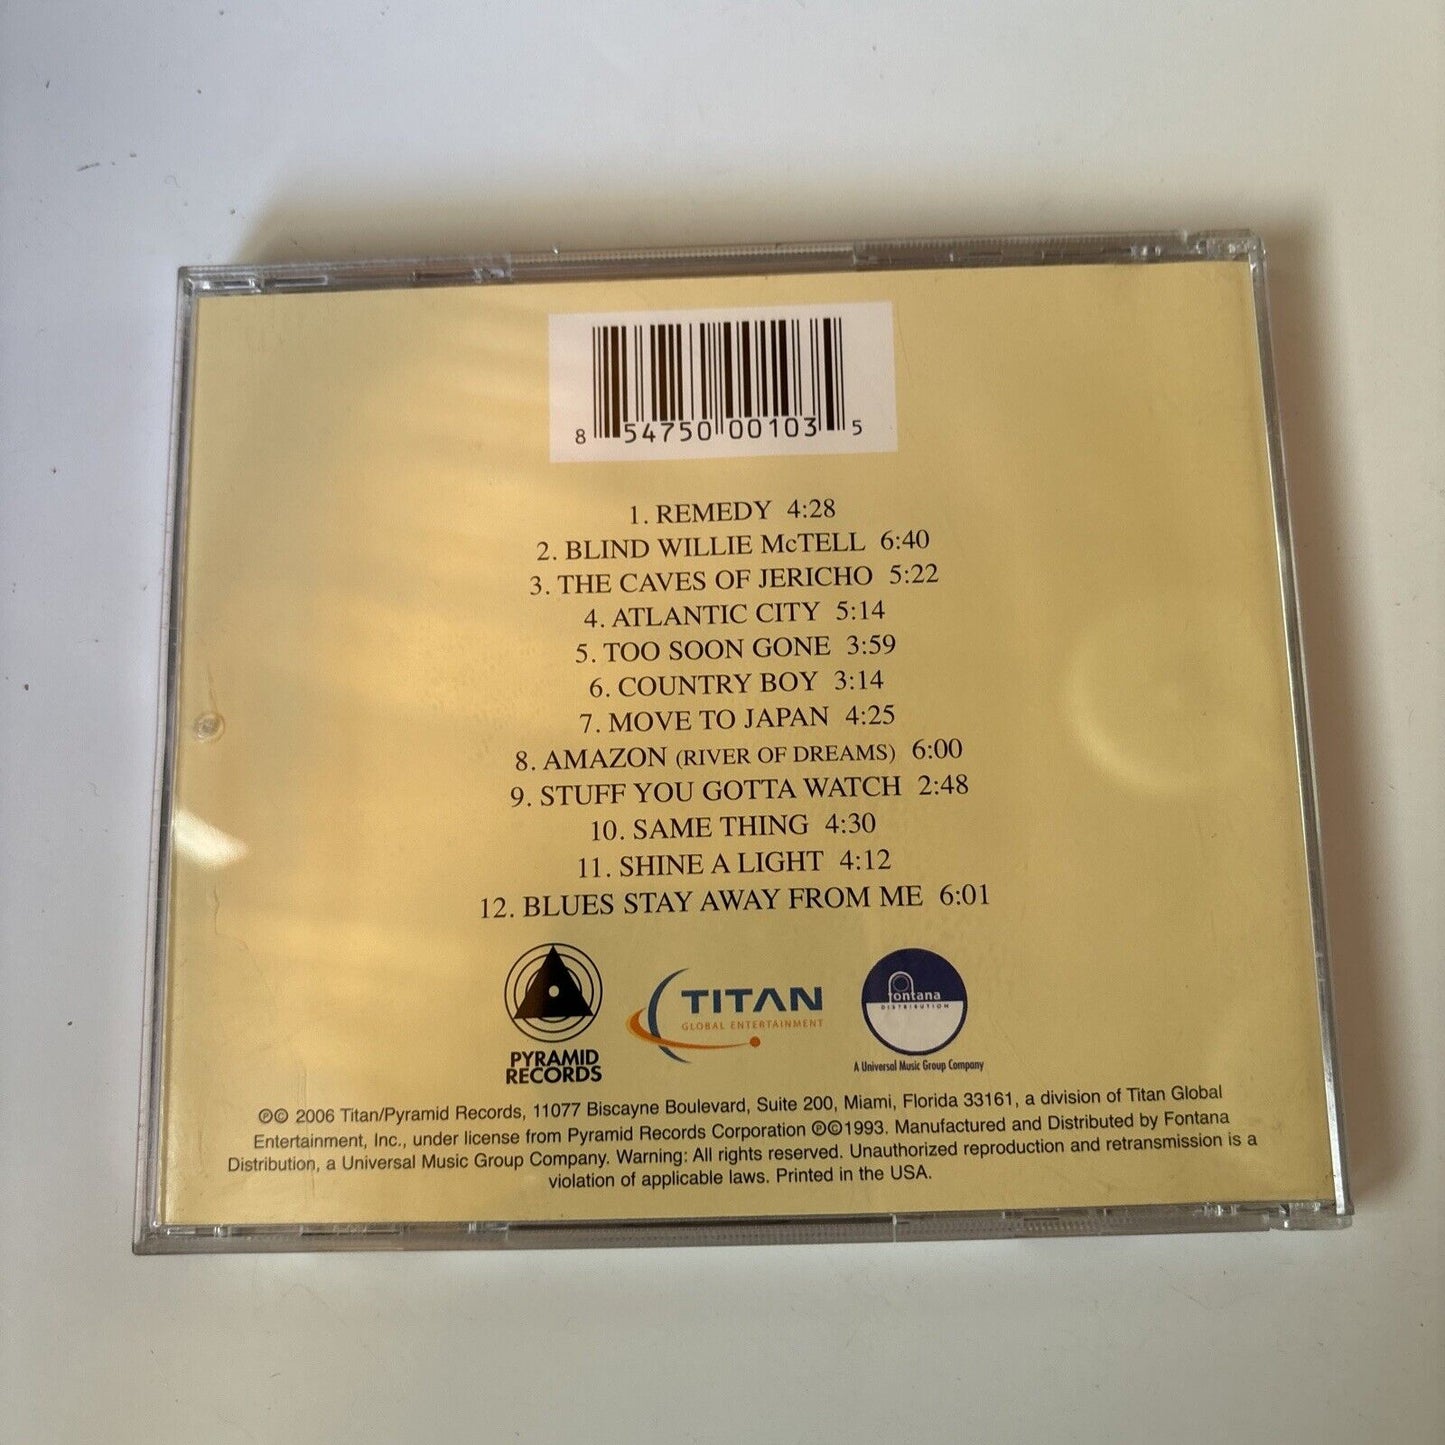 8 54750 00103 5
1. REMEDY 4:28
2. BLIND WILLIE McTELL 6:40
3. THE CAVES OF JERICHO 5:22
4. ATLANTIC CITY 5:14
5. TOO SOON GONE 3:59
6. COUNTRY BOY 3:14
7. MOVE TO JAPAN 4:25
8. AMAZON (RIVER OF DREAMS) 6:00
9. STUFF YOU GOTTA WATCH 2:48
10. SAME THING 4:30
11. SHINE A LIGHT 4:12
12. BLUES STAY AWAY FROM ME 6:01
PYRAMID
RECORDS
TITAN
GLOBAL ENTERTAINMENT
fontana
DISTRIBUTION
A Universal Music Group Company
℗© 2006 Titan/Pyramid Records, 11077 Biscayne Boulevard, Suite 200, Miami, Florida 33161, a division of Titan Global
Entertainment, Inc., under license from Pyramid Records Corporation ℗©1993. Manufactured and Distributed by Fontana
Distribution, a Universal Music Group Company. Warning: All rights reserved. Unauthorized reproduction and retransmission is a
violation of applicable laws. Printed in the USA.